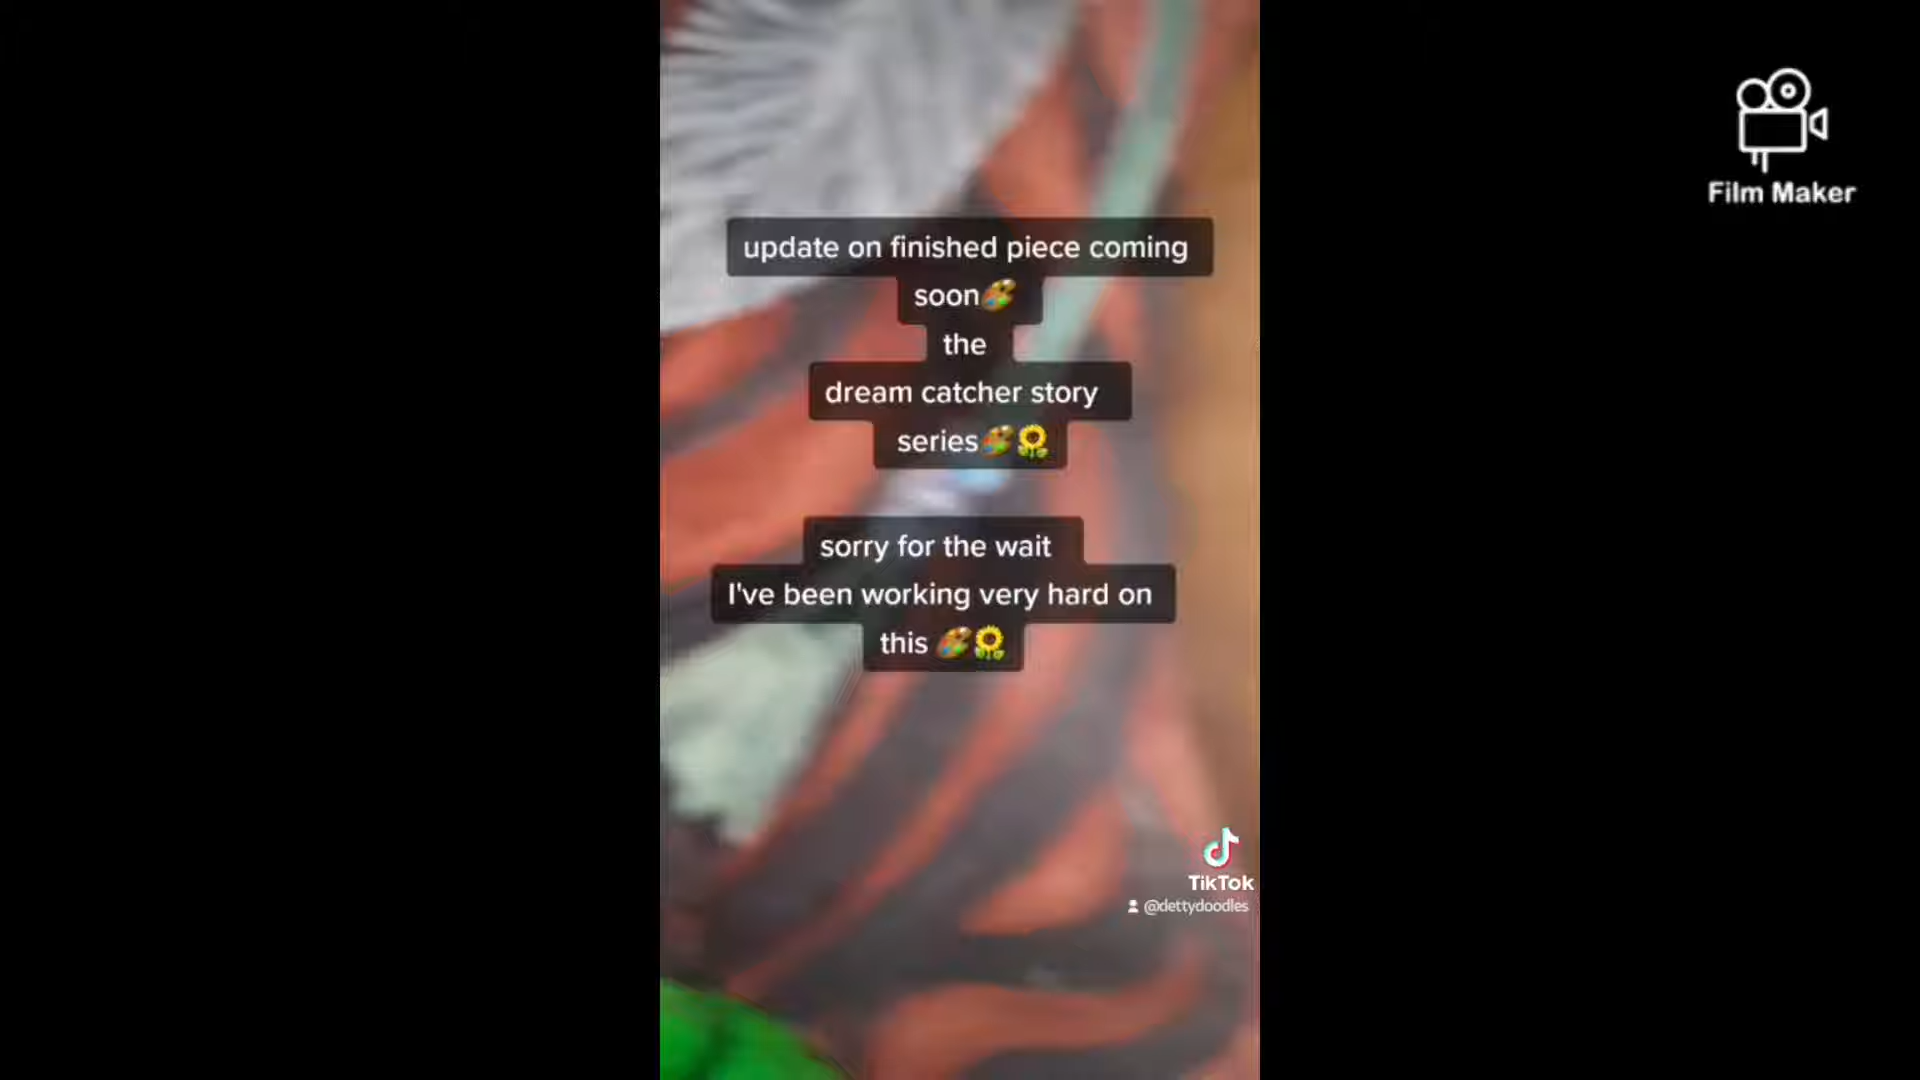 update on finished piece coming
soon🎨
the
dream catcher story
series🎨🌻
sorry for the wait
I've been working very hard on
this 🎨🌻
Film Maker
TikTok
@dettydoodles